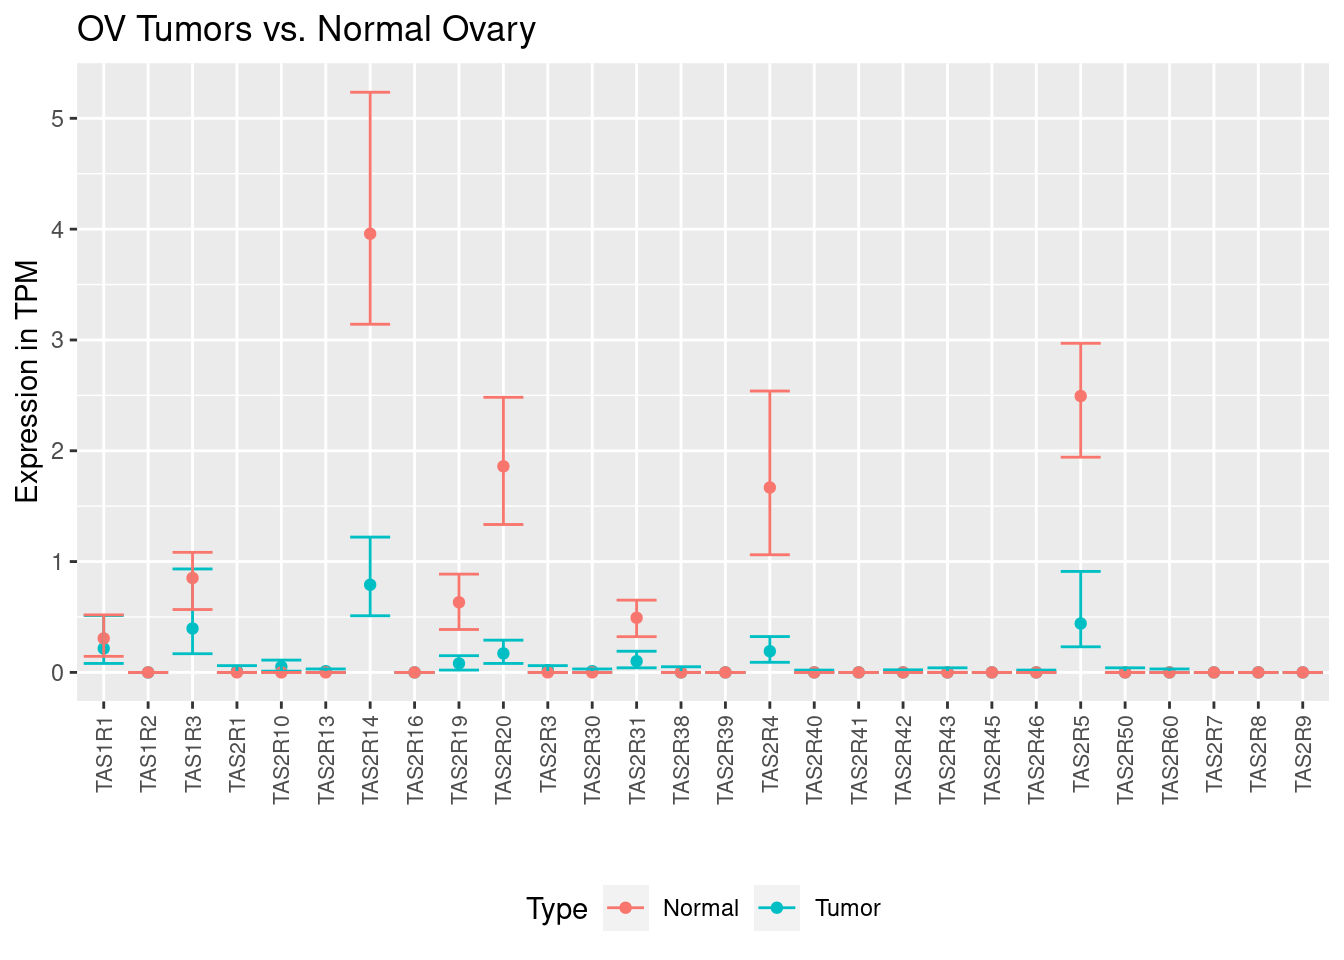 OV Tumors vs. Normal Ovary
Expression in TPM
5
4
3
2
1
0
TAS1R1
TAS1R2
TAS1R3
TAS2R1
TAS2R10
TAS2R13
TAS2R14
TAS2R16
TAS2R19
TAS2R20
TAS2R3
TAS2R30
TAS2R31
TAS2R38
TAS2R39
TAS2R4
TAS2R40
TAS2R41
TAS2R42
TAS2R43
TAS2R45
TAS2R46
TAS2R5
TAS2R50
TAS2R60
TAS2R7
TAS2R8
TAS2R9
Type Normal Tumor